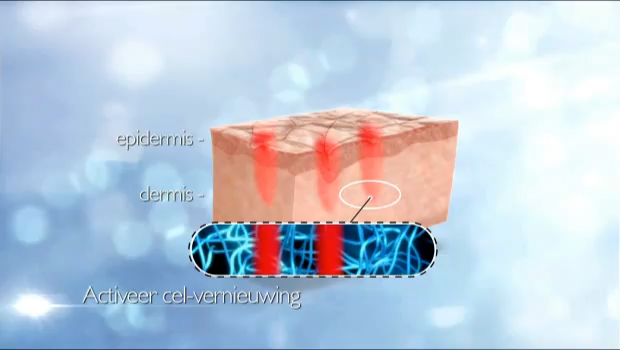 epidermis -
dermis -
Activeer cel-vernieuwing